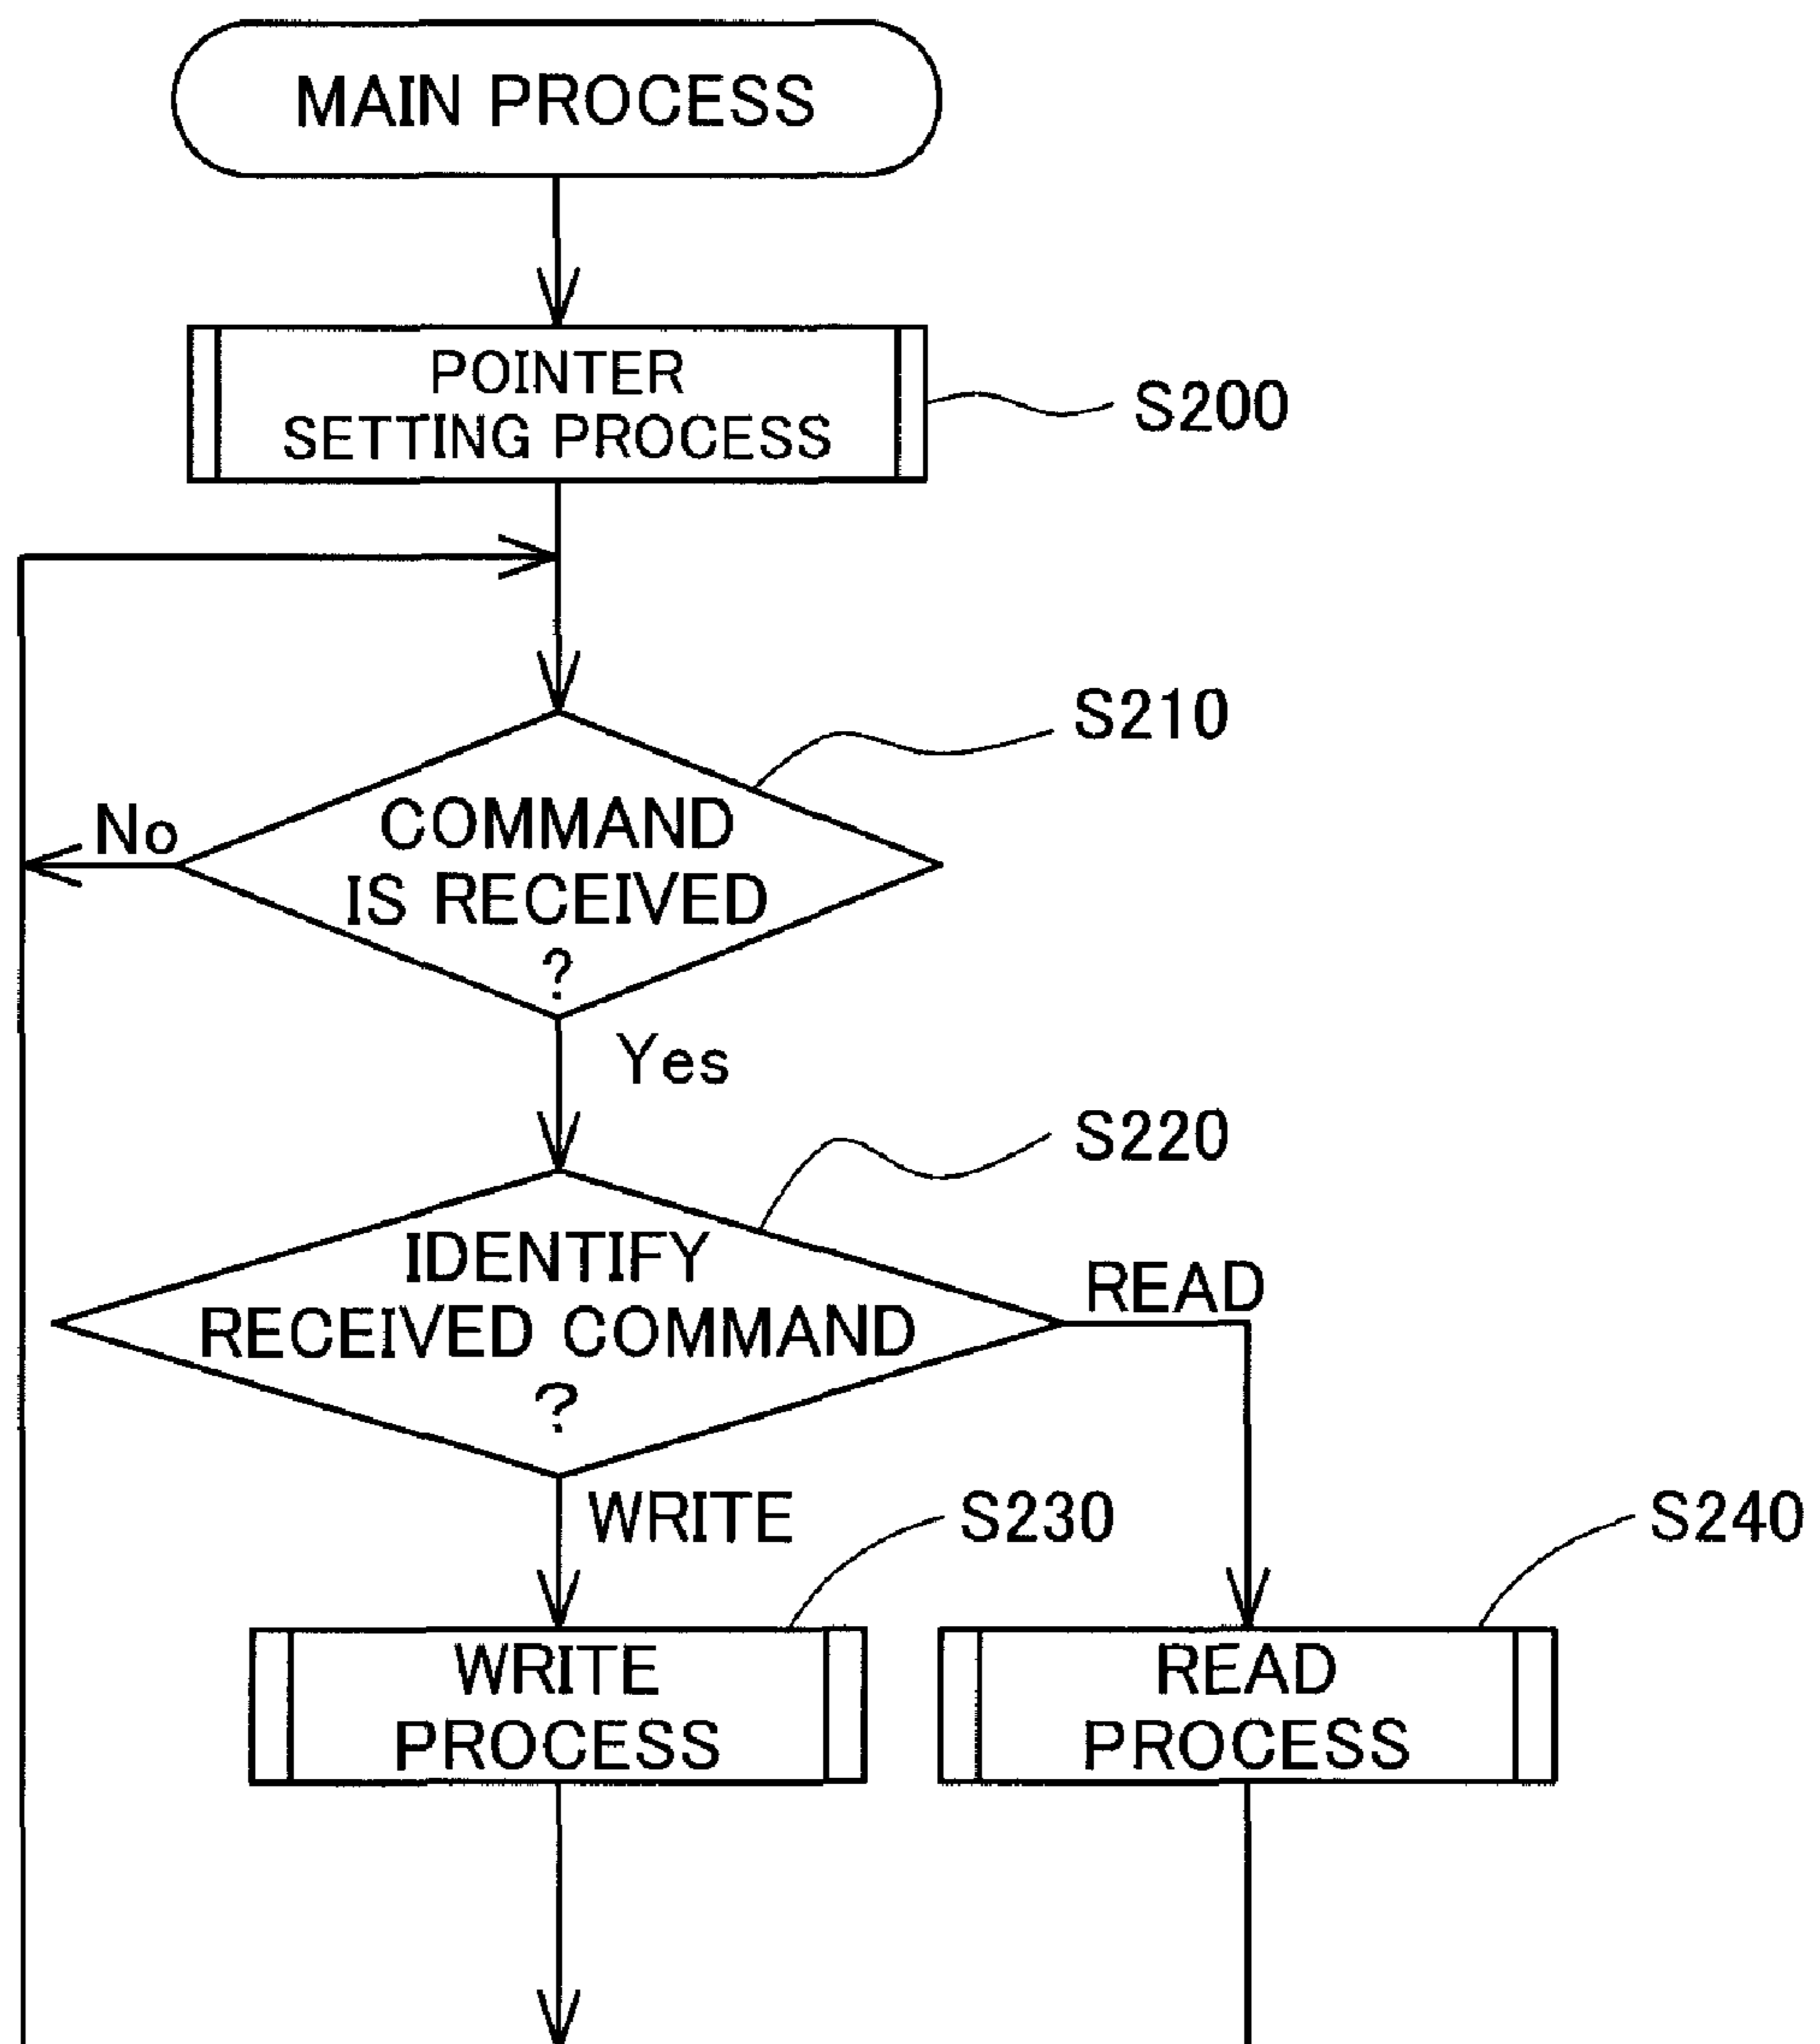 MAIN PROCESS
POINTER
SETTING PROCESS
S200
S210
No
COMMAND
IS RECEIVED
?
Yes
S220
IDENTIFY
RECEIVED COMMAND
?
READ
WRITE
S230
S240
WRITE
PROCESS
READ
PROCESS